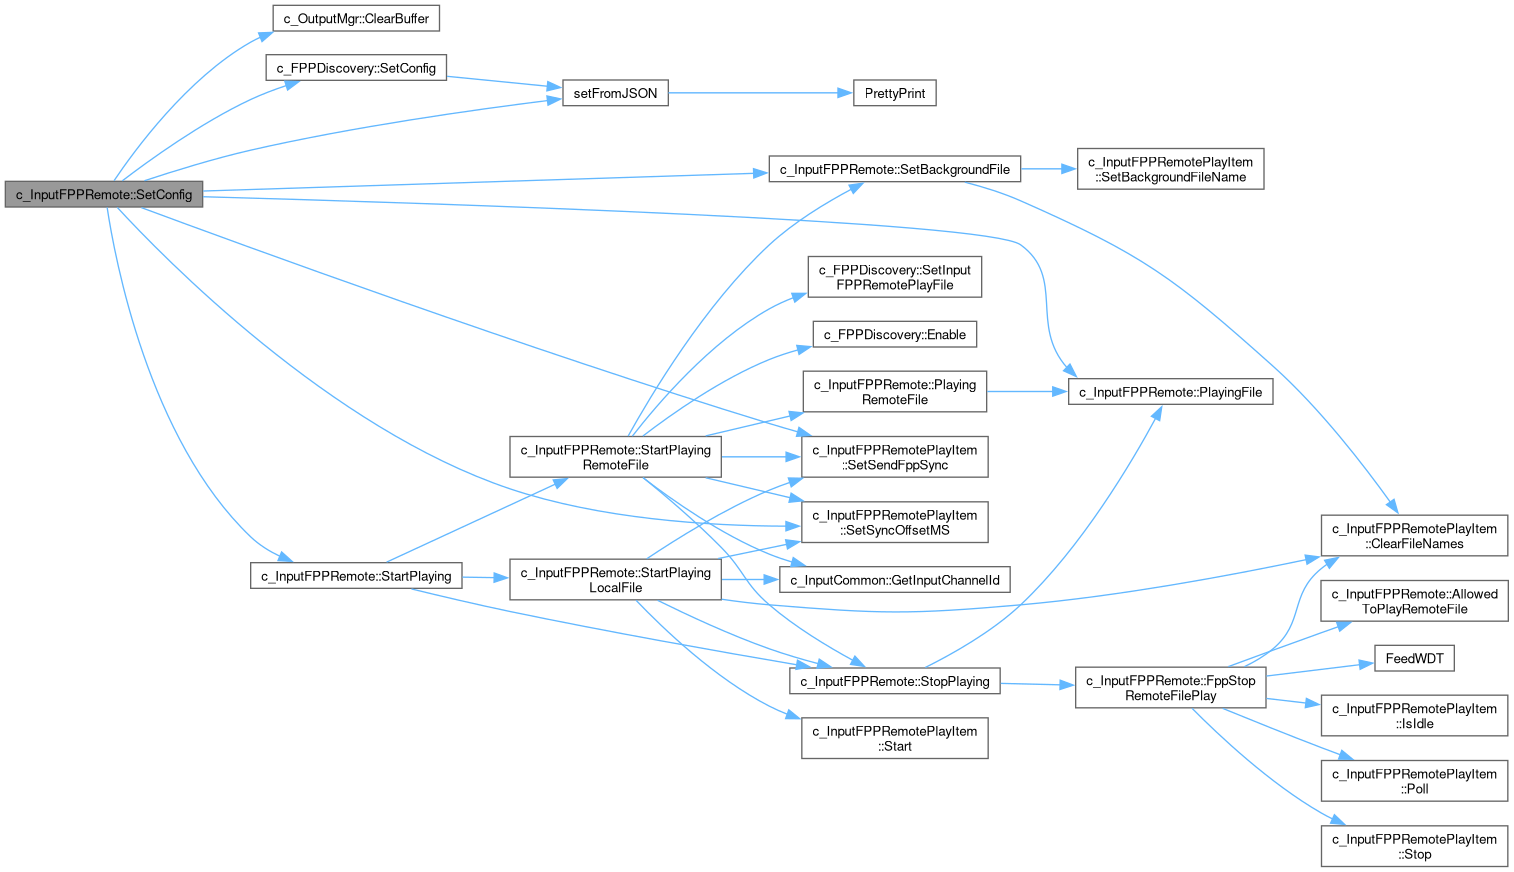 c_OutputMgr::ClearBuffer
c_FPPDiscovery::SetConfig
setFromJSON
PrettyPrint
c_InputFPPRemote::SetConfig
c_InputFPPRemote::SetBackgroundFile
c_InputFPPRemotePlayItem
::SetBackgroundFileName
c_FPPDiscovery::SetInput
FPPRemotePlayFile
c_FPPDiscovery::Enable
c_InputFPPRemote::Playing
RemoteFile
c_InputFPPRemote::PlayingFile
c_InputFPPRemote::StartPlaying
RemoteFile
c_InputFPPRemotePlayItem
::SetSendFppSync
c_InputFPPRemotePlayItem
::SetSyncOffsetMS
c_InputFPPRemotePlayItem
::ClearFileNames
c_InputFPPRemote::StartPlaying
c_InputFPPRemote::StartPlaying
LocalFile
c_InputCommon::GetInputChannelId
c_InputFPPRemote::Allowed
ToPlayRemoteFile
FeedWDT
c_InputFPPRemote::StopPlaying
c_InputFPPRemote::FppStop
RemoteFilePlay
c_InputFPPRemotePlayItem
::IsIdle
c_InputFPPRemotePlayItem
::Start
c_InputFPPRemotePlayItem
::Poll
c_InputFPPRemotePlayItem
::Stop